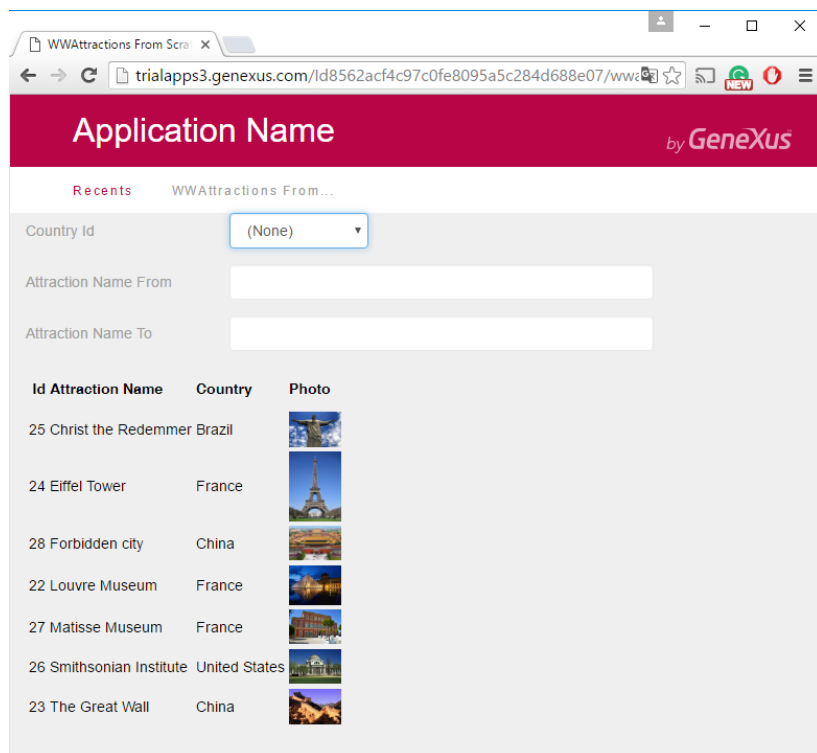 WWAttractions From Scra
trialapps3.genexus.com/Id8562acf4c97c0fe8095a5c284d688e07/wwa
NEW
Application Name
by GeneXus
Recents WWAttractions From...
Country Id (None)
Attraction Name From
Attraction Name To
Id Attraction Name Country Photo
25 Christ the Redemmer Brazil
24 Eiffel Tower France
28 Forbidden city China
22 Louvre Museum France
27 Matisse Museum France
26 Smithsonian Institute United States
23 The Great Wall China